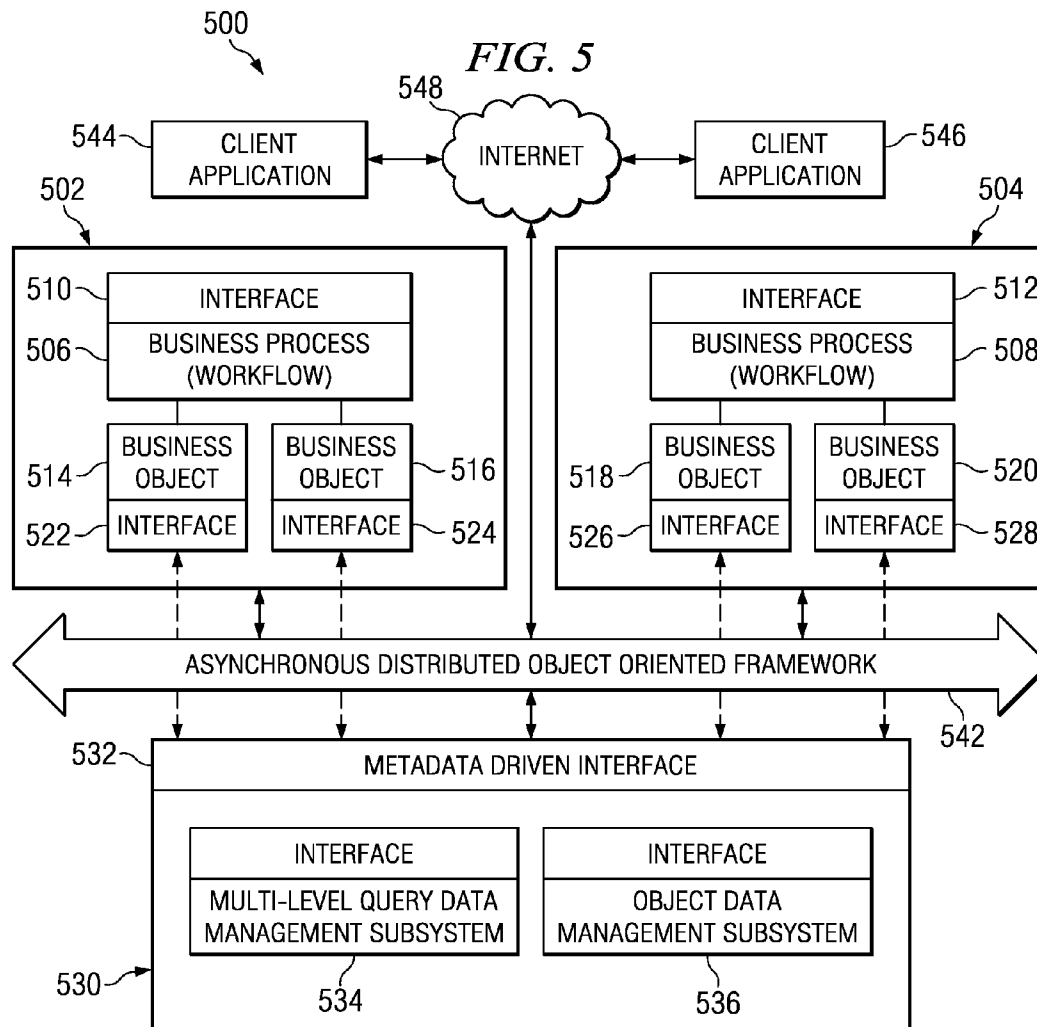 500
FIG. 5
548
544
CLIENT
APPLICATION
INTERNET
CLIENT
APPLICATION
546
502
504
510
INTERFACE
506
BUSINESS PROCESS
(WORKFLOW)
INTERFACE
512
BUSINESS PROCESS
(WORKFLOW)
508
514
BUSINESS
OBJECT
BUSINESS
OBJECT
516
522
INTERFACE
INTERFACE
524
518
BUSINESS
OBJECT
BUSINESS
OBJECT
520
526
INTERFACE
INTERFACE
528
ASYNCHRONOUS DISTRIBUTED OBJECT ORIENTED FRAMEWORK
542
532
METADATA DRIVEN INTERFACE
INTERFACE
MULTI-LEVEL QUERY DATA
MANAGEMENT SUBSYSTEM
534
INTERFACE
OBJECT DATA
MANAGEMENT SUBSYSTEM
536
530